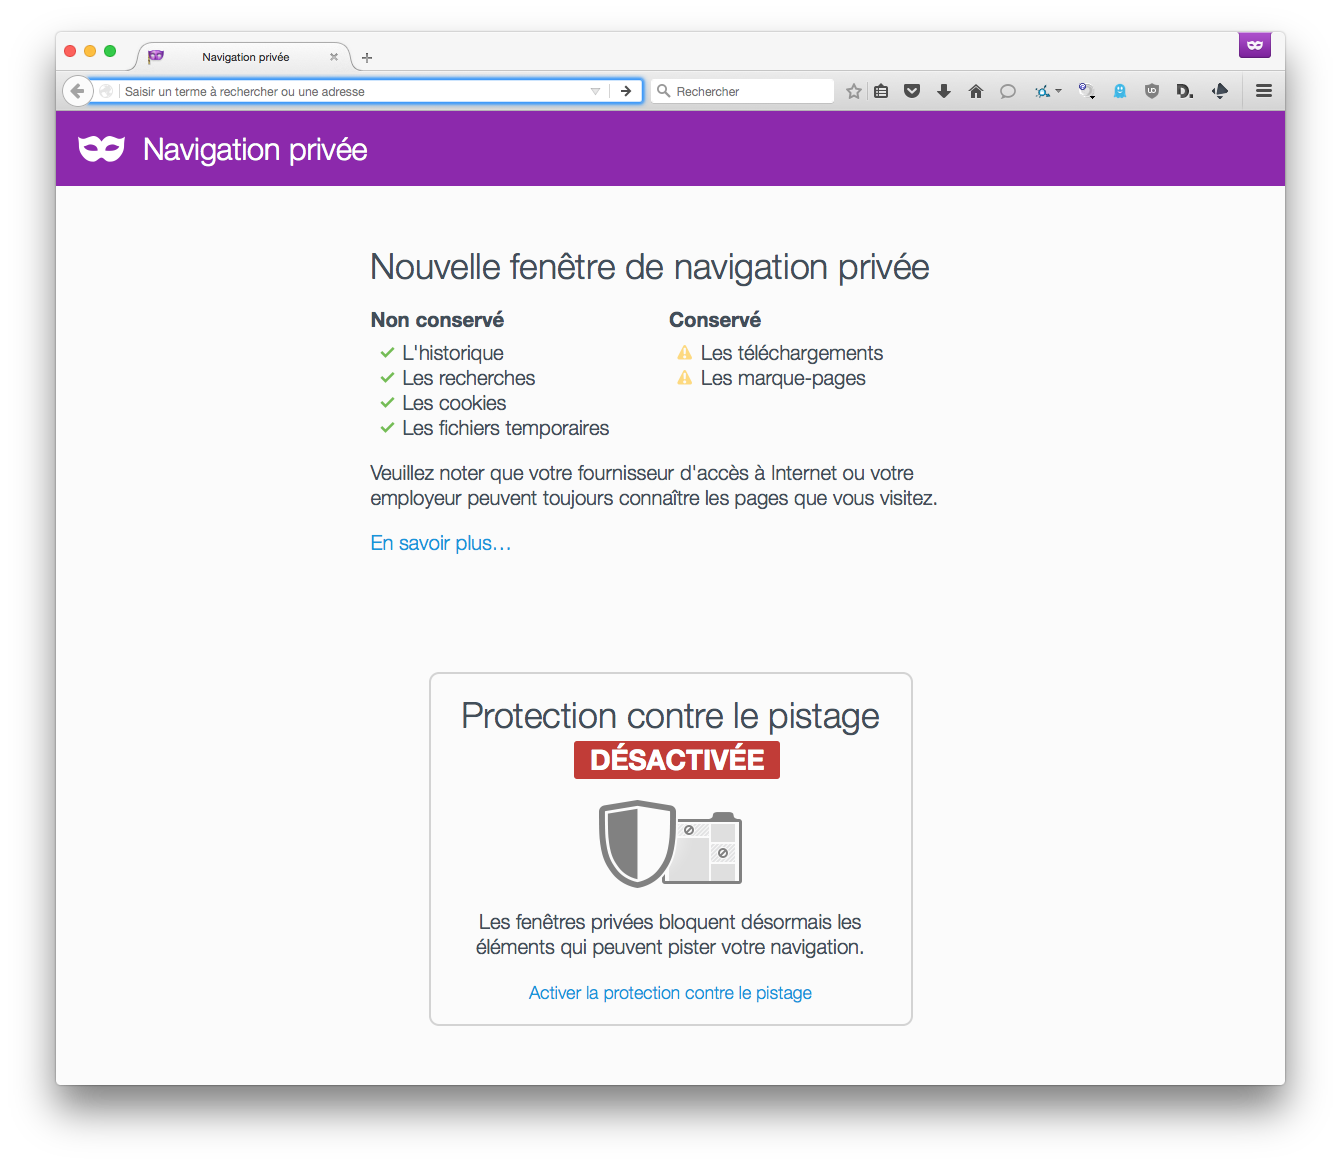 Navigation privée
Saisir un terme à rechercher ou une adresse
Rechercher
UD
D.
Navigation privée
Nouvelle fenêtre de navigation privée
Non conservé
L'historique
Les recherches
Les cookies
Les fichiers temporaires
Conservé
Les téléchargements
Les marque-pages
Veuillez noter que votre fournisseur d'accès à Internet ou votre
employeur peuvent toujours connaître les pages que vous visitez.
En savoir plus…
Protection contre le pistage
DÉSACTIVÉE
Les fenêtres privées bloquent désormais les
éléments qui peuvent pister votre navigation.
Activer la protection contre le pistage